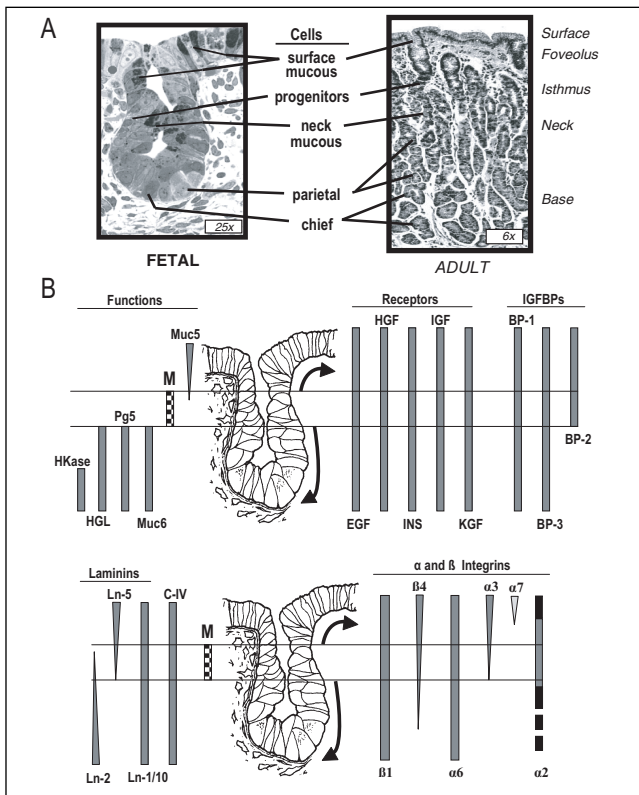 A
Cells
surface
mucous
progenitors
neck
mucous
parietal
chief
25x
6x
FETAL
ADULT
Surface
Foveolus
Isthmus
Neck
Base
B
Functions
Receptors
IGFBPs
Muc5
HGF
IGF
BP-1
M
Pg5
BP-2
HKase
HGL
Muc6
EGF
INS
KGF
BP-3
Laminins
α and ß Integrins
Ln-5
C-IV
ß4
α3
α7
M
Ln-2
Ln-1/10
ß1
α6
α2